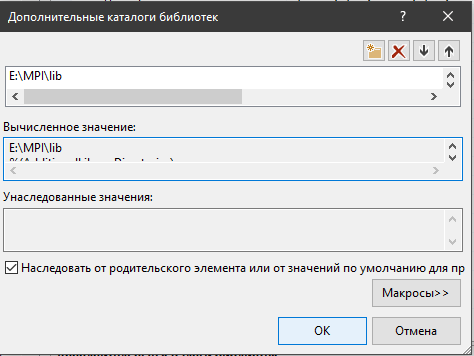 Дополнительные каталоги библиотек
E:\MPI\lib
Вычисленное значение:
E:\MPI\lib
Унаследованные значения:
Наследовать от родительского элемента или от значений по умолчанию для пр
Макросы>>
OK
Отмена